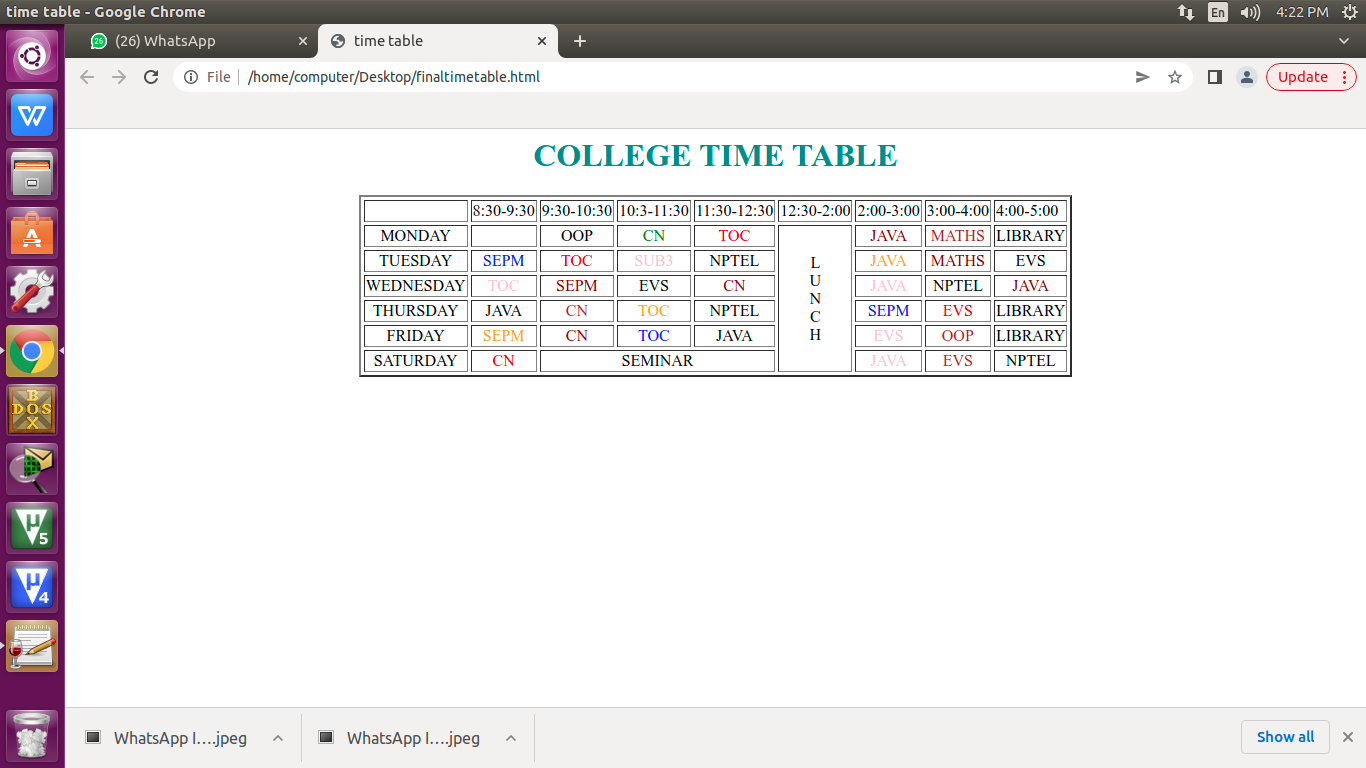 time table - Google Chrome
En
4:22 PM
26
(26) WhatsApp
time table
File
/home/computer/Desktop/finaltimetable.html
Update
COLLEGE TIME TABLE
8:30-9:30 9:30-10:30 10:3-11:30 11:30-12:30 12:30-2:00 2:00-3:00 3:00-4:00 4:00-5:00
MONDAY OOP CN TOC JAVA MATHS LIBRARY
TUESDAY SEPM TOC SUB3 NPTEL JAVA MATHS EVS
WEDNESDAY TOC SEPM EVS CN JAVA NPTEL JAVA
THURSDAY JAVA CN TOC NPTEL SEPM EVS LIBRARY
FRIDAY SEPM CN TOC JAVA EVS OOP LIBRARY
SATURDAY CN SEMINAR JAVA EVS NPTEL
L
U
N
C
H
W
A
B
DOS
X
µ5
µ4
WhatsApp I....jpeg
WhatsApp I....jpeg
Show all